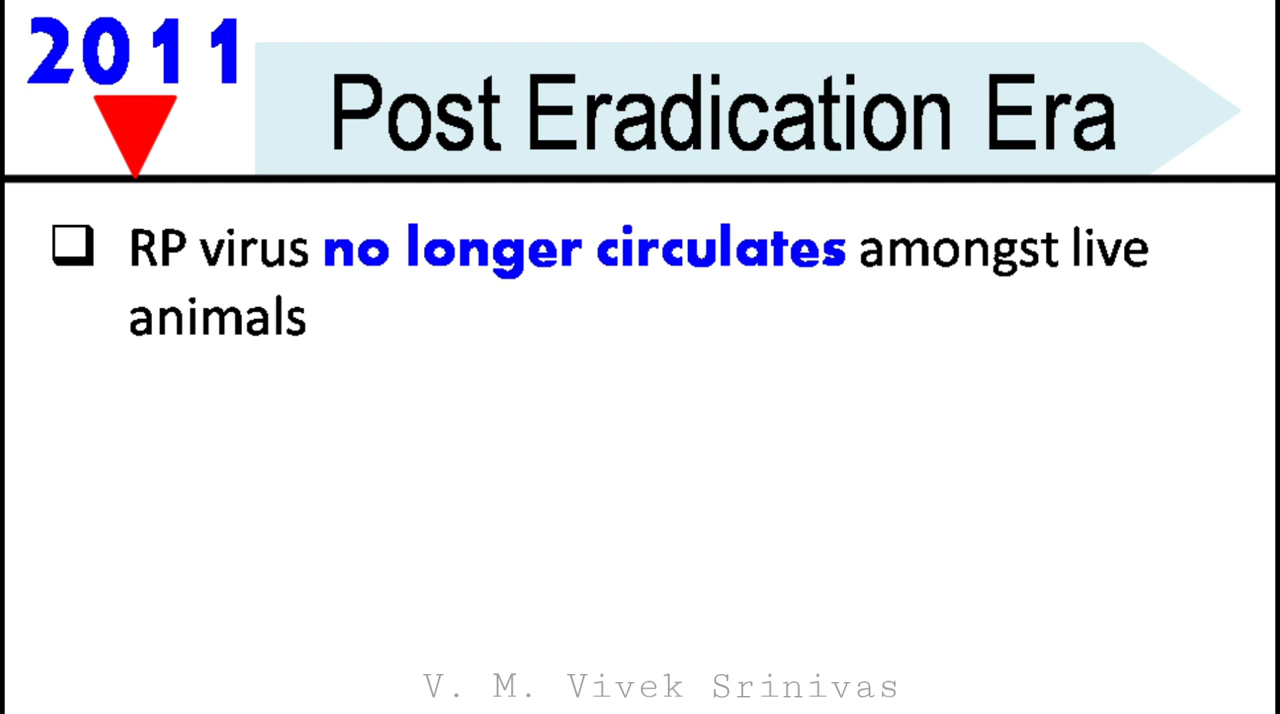 2011
Post Eradication Era
RP virus no longer circulates amongst live
animals
V. M. Vivek Srinivas